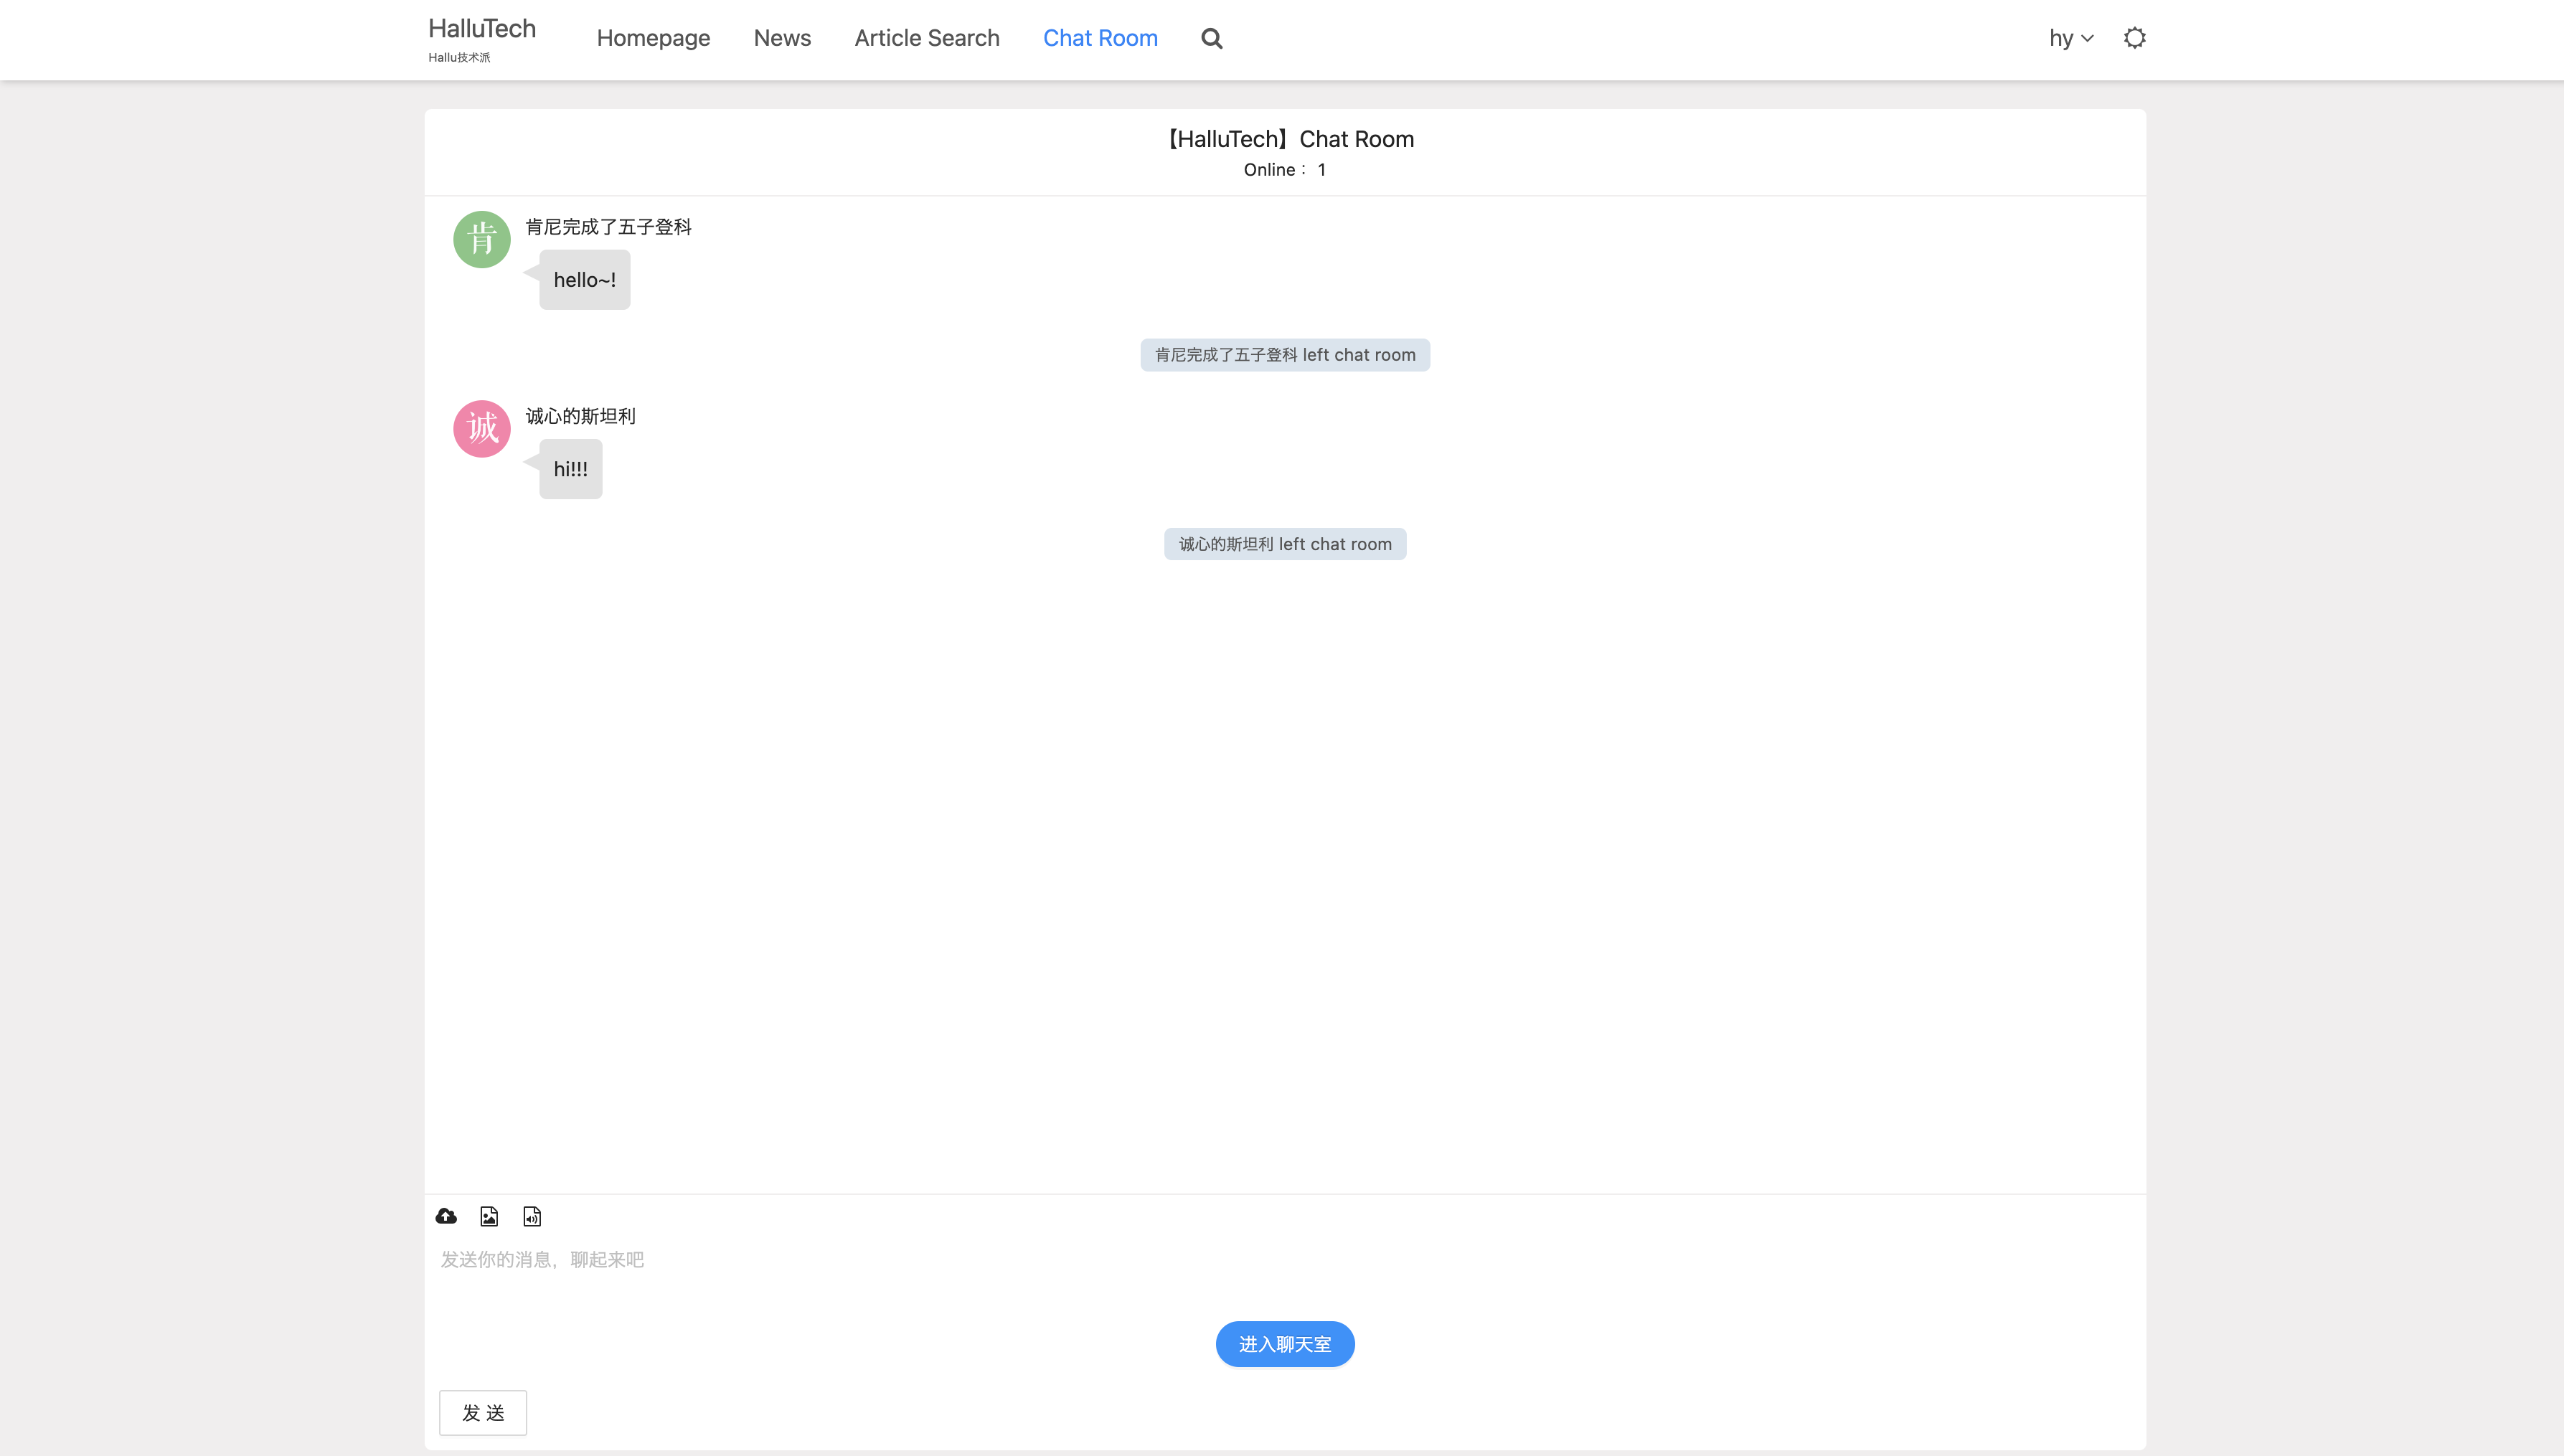 HalluTech
Hallu技术派
Homepage
News
Article Search
Chat Room
hy
【HalluTech】Chat Room
Online： 1
肯
肯尼完成了五子登科
hello~!
肯尼完成了五子登科 left chat room
诚
诚心的斯坦利
hi!!!
诚心的斯坦利 left chat room
发送你的消息，聊起来吧
进入聊天室
发 送